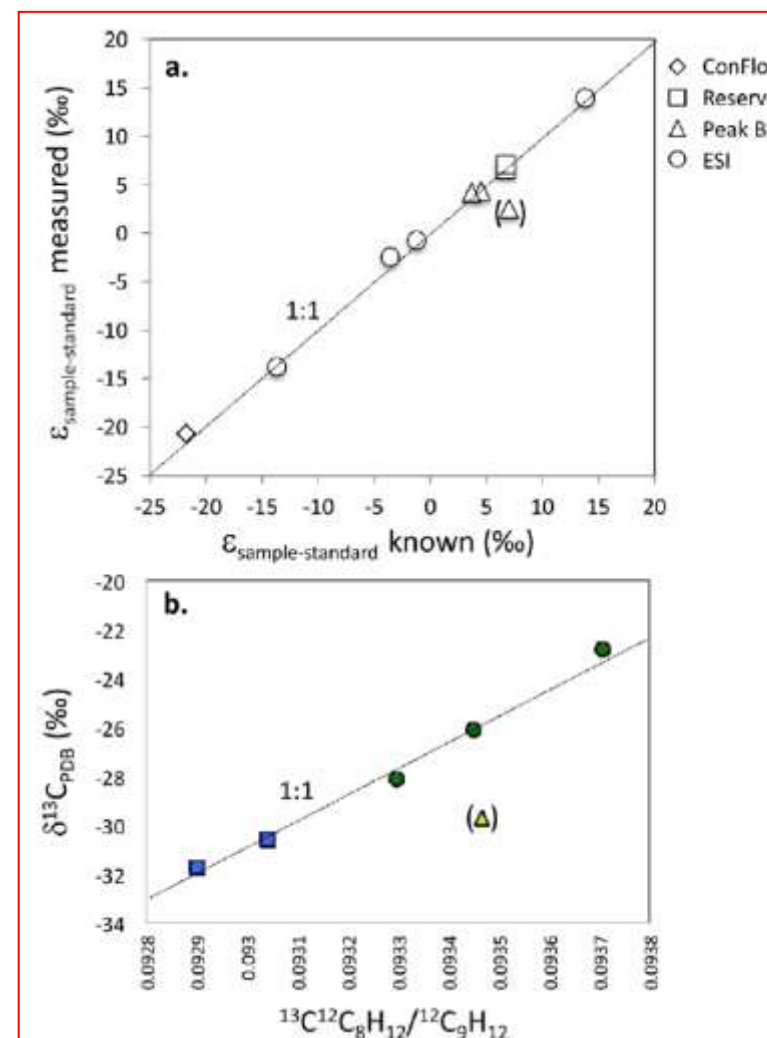 a.
20
15
10
5
0
-5
-10
-15
-20
-25
εsample-standard measured (‰)
1:1
( )
-25 -20 -15 -10 -5 0 5 10 15 20
εsample-standard known (‰)
ConFlo
Reserv
Peak B
ESI
b.
-20
-22
-24
-26
-28
-30
-32
-34
δ¹³CPDB (‰)
1:1
( )
0.0928 0.0929 0.093 0.0931 0.0932 0.0933 0.0934 0.0935 0.0936 0.0937 0.0938
¹³C¹²C₈H₁₂/¹²C₉H₁₂